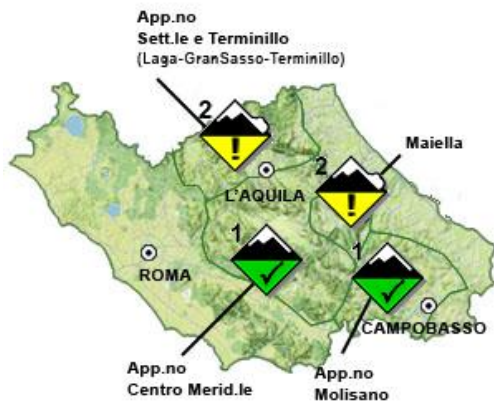 App.no
Sett.le e Terminillo
(Laga-GranSasso-Terminillo)
2
!
Maiella
2
!
L'AQUILA
1
ROMA
1
CAMPOBASSO
App.no
Centro Merid.le
App.no
Molisano